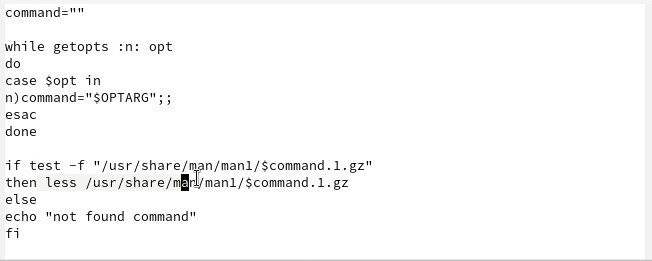 command=""
while getopts :n: opt
do
case $opt in
n)command="$OPTARG";;
esac
done
if test -f "/usr/share/man/man1/$command.1.gz"
then less /usr/share/man/man1/$command.1.gz
else
echo "not found command"
fi